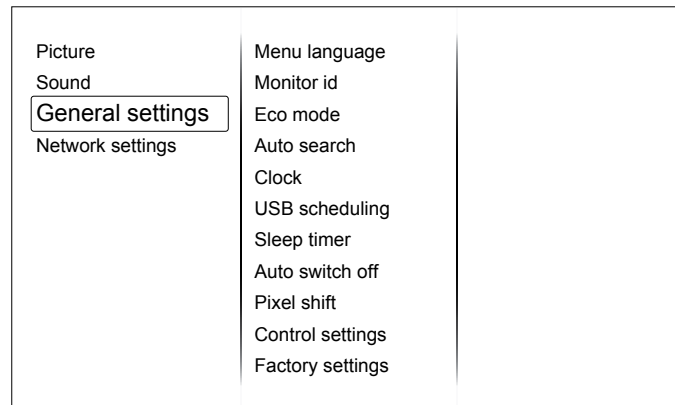 Picture
Sound
General settings
Network settings
Menu language
Monitor id
Eco mode
Auto search
Clock
USB scheduling
Sleep timer
Auto switch off
Pixel shift
Control settings
Factory settings